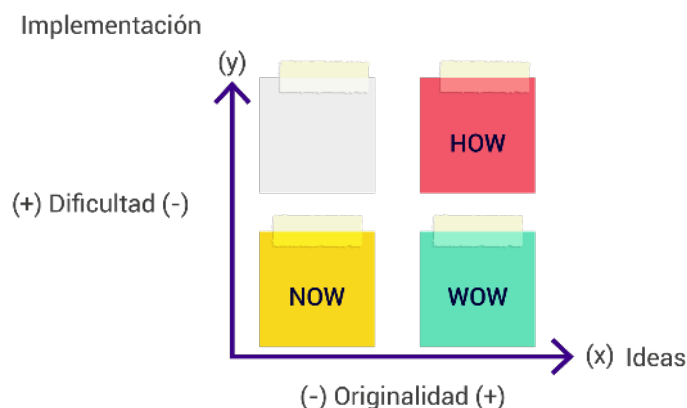 Implementación
(y)
HOW
(+) Dificultad (-)
NOW
WOW
(x) Ideas
(-) Originalidad (+)